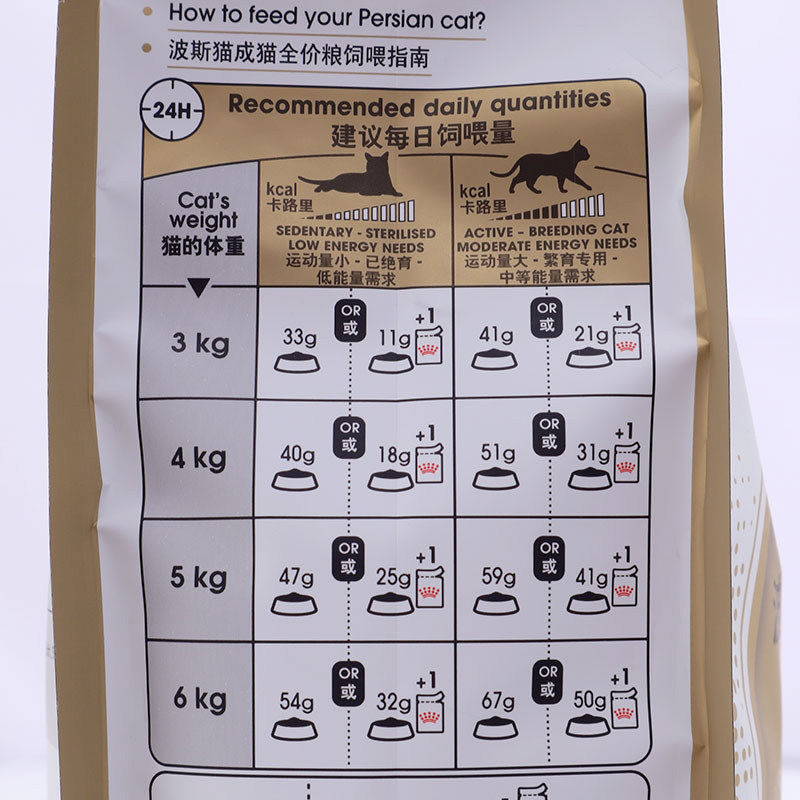 How to feed your Persian cat?
波斯猫成猫全价粮饲喂指南
24H
Recommended daily quantities
建议每日饲喂量
Cat's
weight
猫的体重
kcal
卡路里
SEDENTARY - STERILISED
LOW ENERGY NEEDS
运动量小 - 已绝育 -
低能量需求
kcal
卡路里
ACTIVE - BREEDING CAT
MODERATE ENERGY NEEDS
运动量大 - 繁育专用 -
中等能量需求
3 kg
33g
OR
或
11g
+1
41g
OR
或
21g
+1
4 kg
40g
OR
或
18g
+1
51g
OR
或
31g
+1
5 kg
47g
OR
或
25g
+1
59g
OR
或
41g
+1
6 kg
54g
OR
或
32g
+1
67g
OR
或
50g
+1